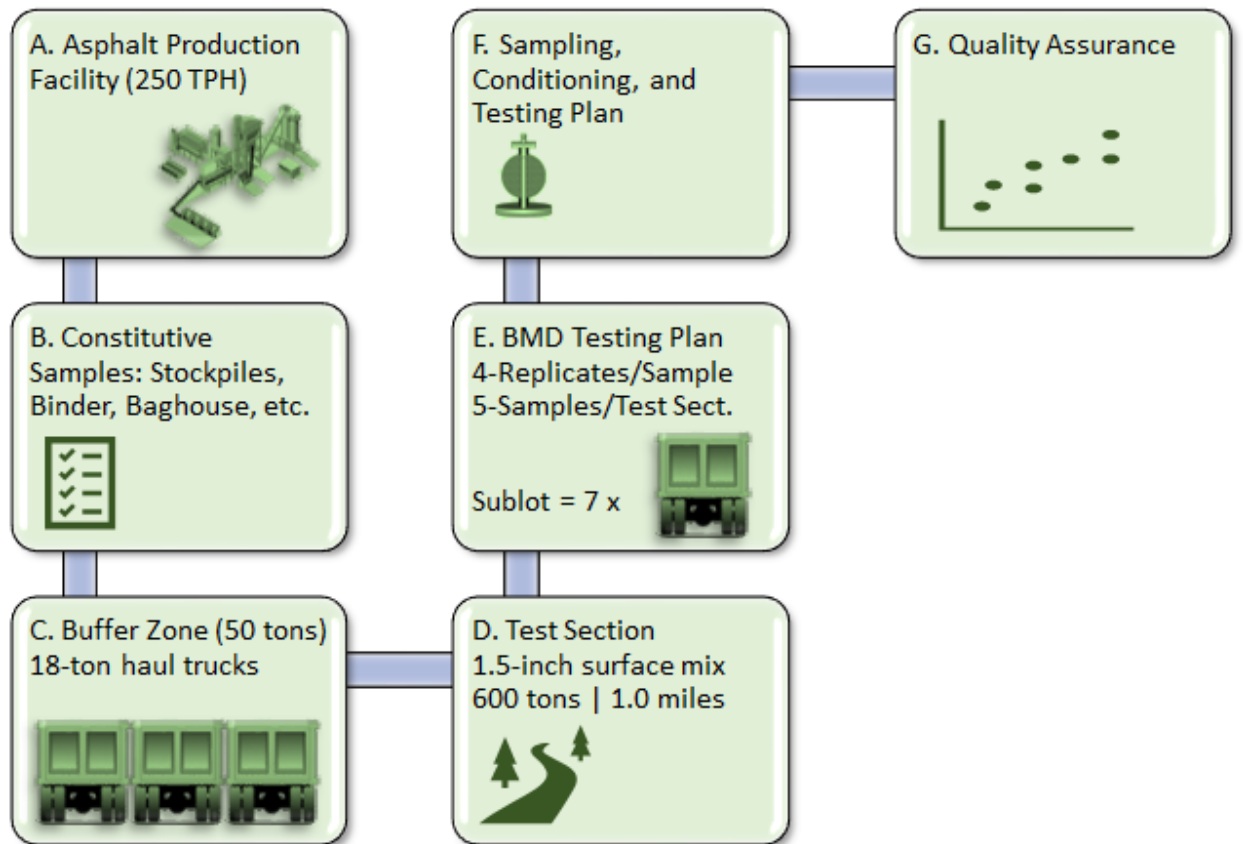 A. Asphalt Production
Facility (250 TPH)
B. Constitutive
Samples: Stockpiles,
Binder, Baghouse, etc.
C. Buffer Zone (50 tons)
18-ton haul trucks
D. Test Section
1.5-inch surface mix
600 tons | 1.0 miles
E. BMD Testing Plan
4-Replicates/Sample
5-Samples/Test Sect.
Sublot = 7 x
F. Sampling,
Conditioning, and
Testing Plan
G. Quality Assurance